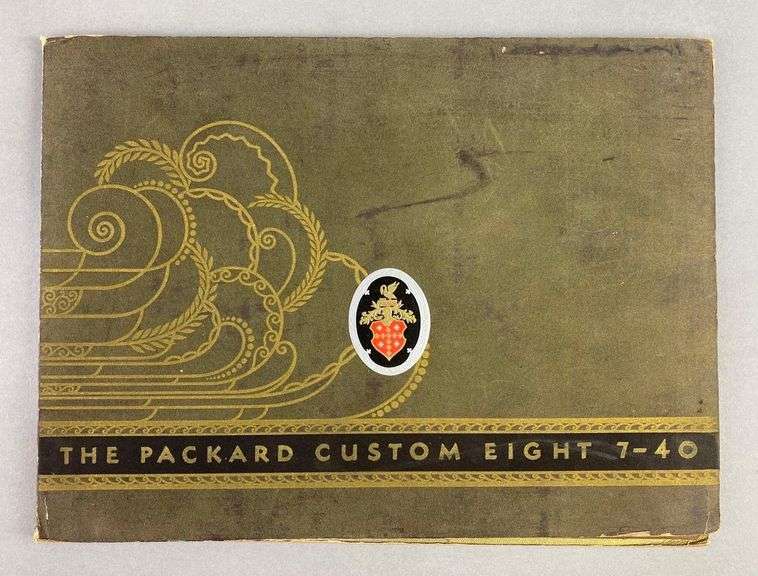 THE PACKARD CUSTOM EIGHT 7-40